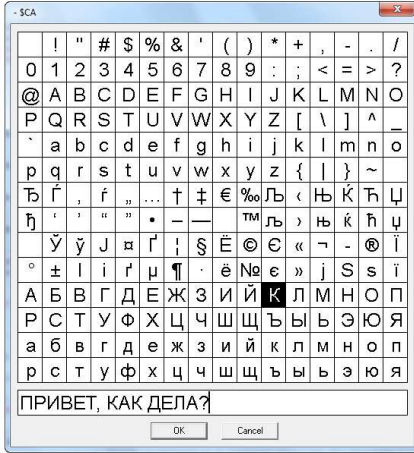 - $CA
! " # $ % & ' ( ) * + , - . /
0 1 2 3 4 5 6 7 8 9 : ; < = > ?
@ A B C D E F G H I J K L M N O
P Q R S T U V W X Y Z [ \ ] ^ _
` a b c d e f g h i j k l m n o
p q r s t u v w x y z { | } ~
Ђ Ѓ ‚ ѓ „ … † ‡ € ‰ Љ ‹ Њ Ќ Ћ Џ
ђ ‘ ’ “ ” • – — ™ љ › њ ќ ћ џ
Ў ў Ј ¤ Ґ ¦ § Ё © Є « ¬ - ® Ї
° ± І і ґ µ ¶ · ё № є » ј Ѕ ѕ ї
А Б В Г Д Е Ж З И Й К Л М Н О П
Р С Т У Ф Х Ц Ч Ш Щ Ъ Ы Ь Э Ю Я
а б в г д е ж з и й к л м н о п
р с т у ф х ц ч ш щ ъ ы ь э ю я
ПРИВЕТ, КАК ДЕЛА?
OK Cancel